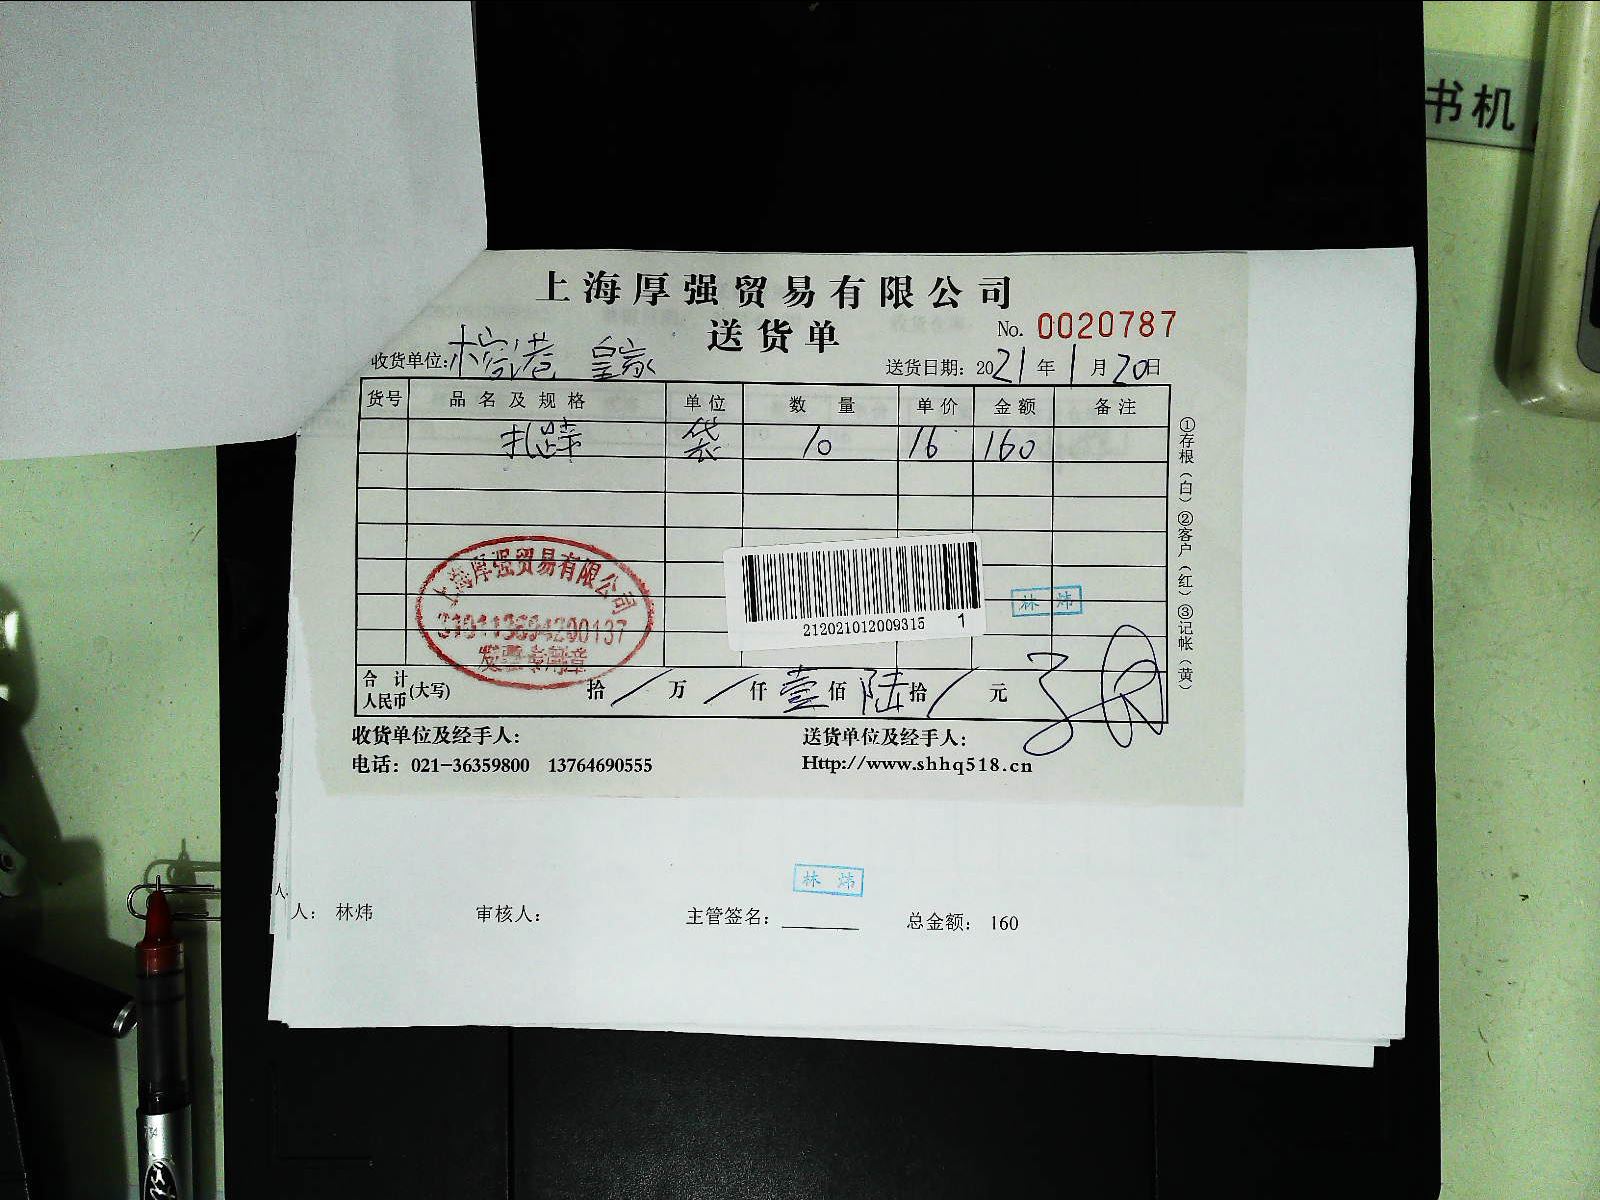 书机
上海厚强贸易有限公司
送货单
No. 0020787
收货单位: 皇家
送货日期: 2021年1月20日
货号 品名及规格 单位 数量 单价 金额 备注
扎蹄 袋 10 16 160
①存根(白) ②客户(红) ③记帐(黄)
上海厚强贸易有限公司
发票专用章
212021012009315 1
林炜
合计人民币(大写) 拾/万/仟壹佰陆拾/元
收货单位及经手人:
送货单位及经手人:
电话: 021-36359800 13764690555
Http://www.shhq518.cn
林炜
人: 林炜 审核人: 主管签名: 总金额: 160